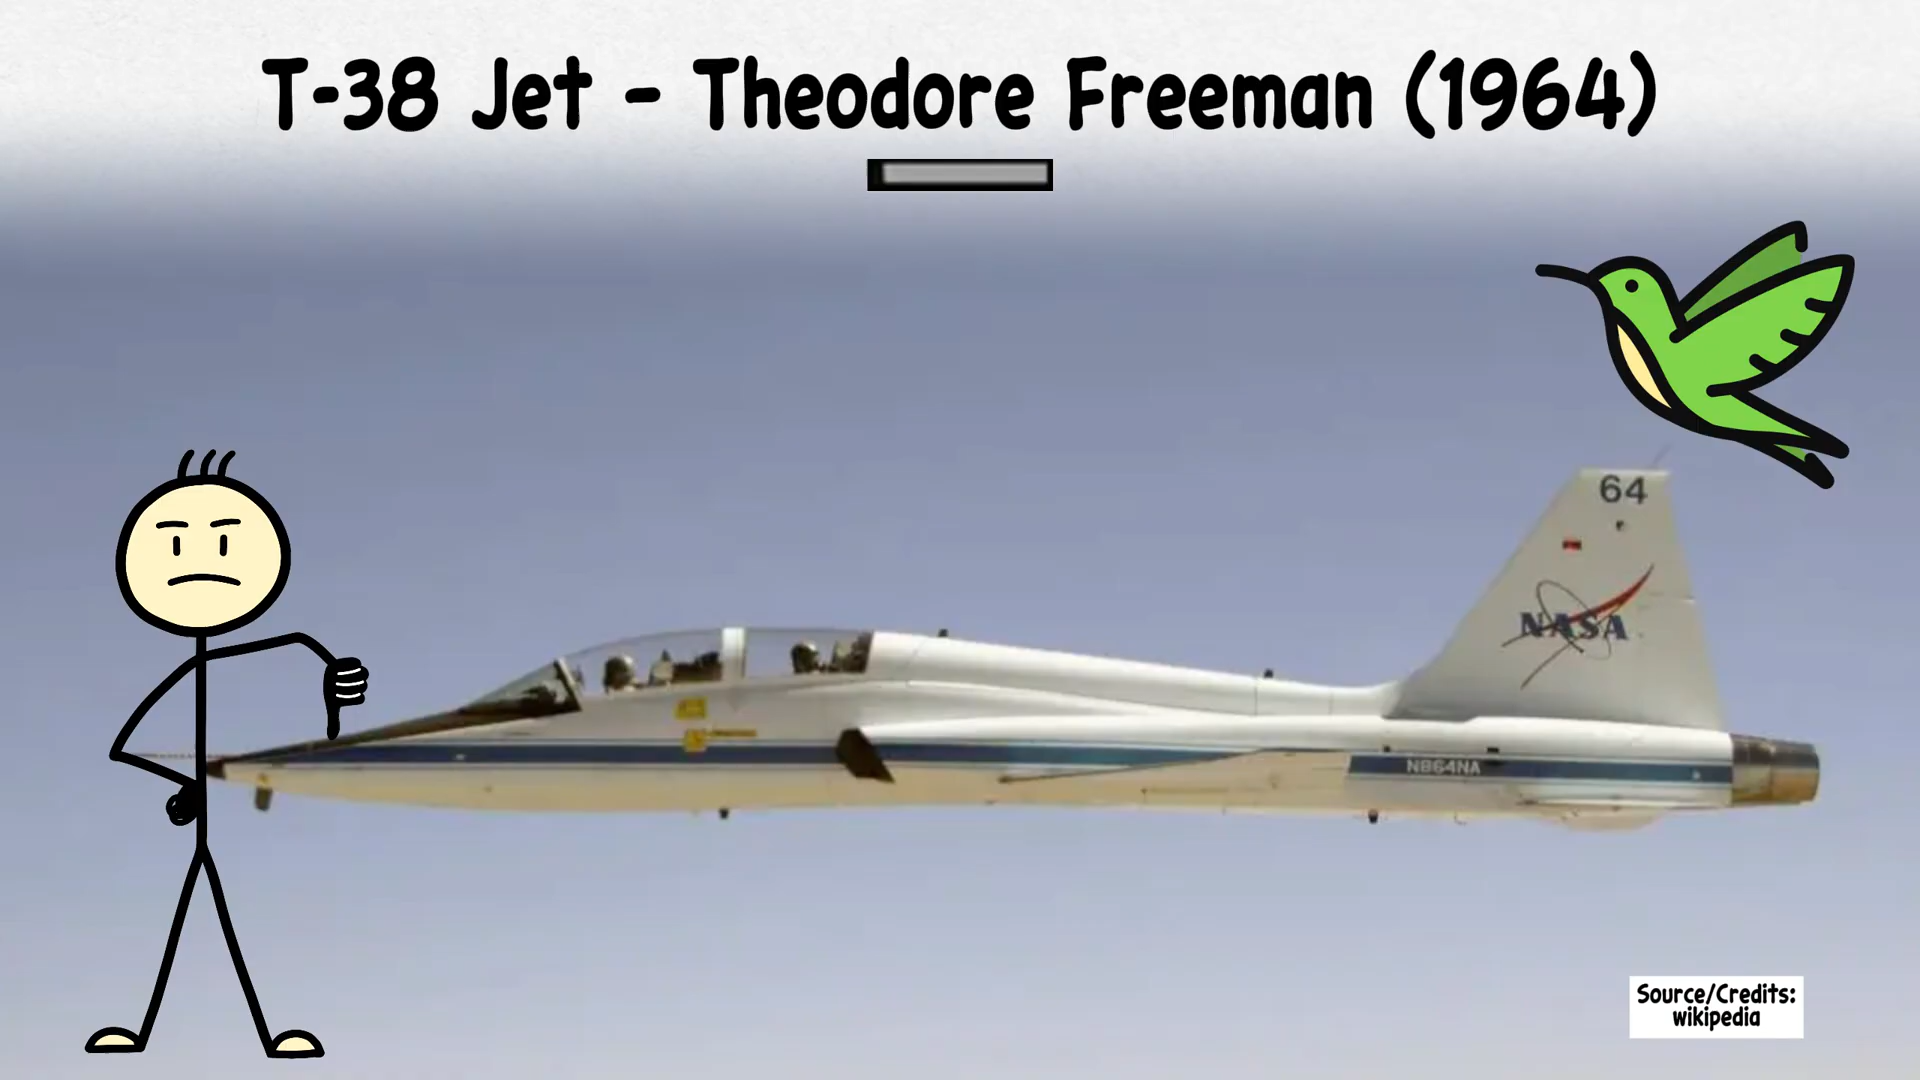 T-38 Jet - Theodore Freeman (1964)
64
NASA
N864NA
Source/Credits:
wikipedia